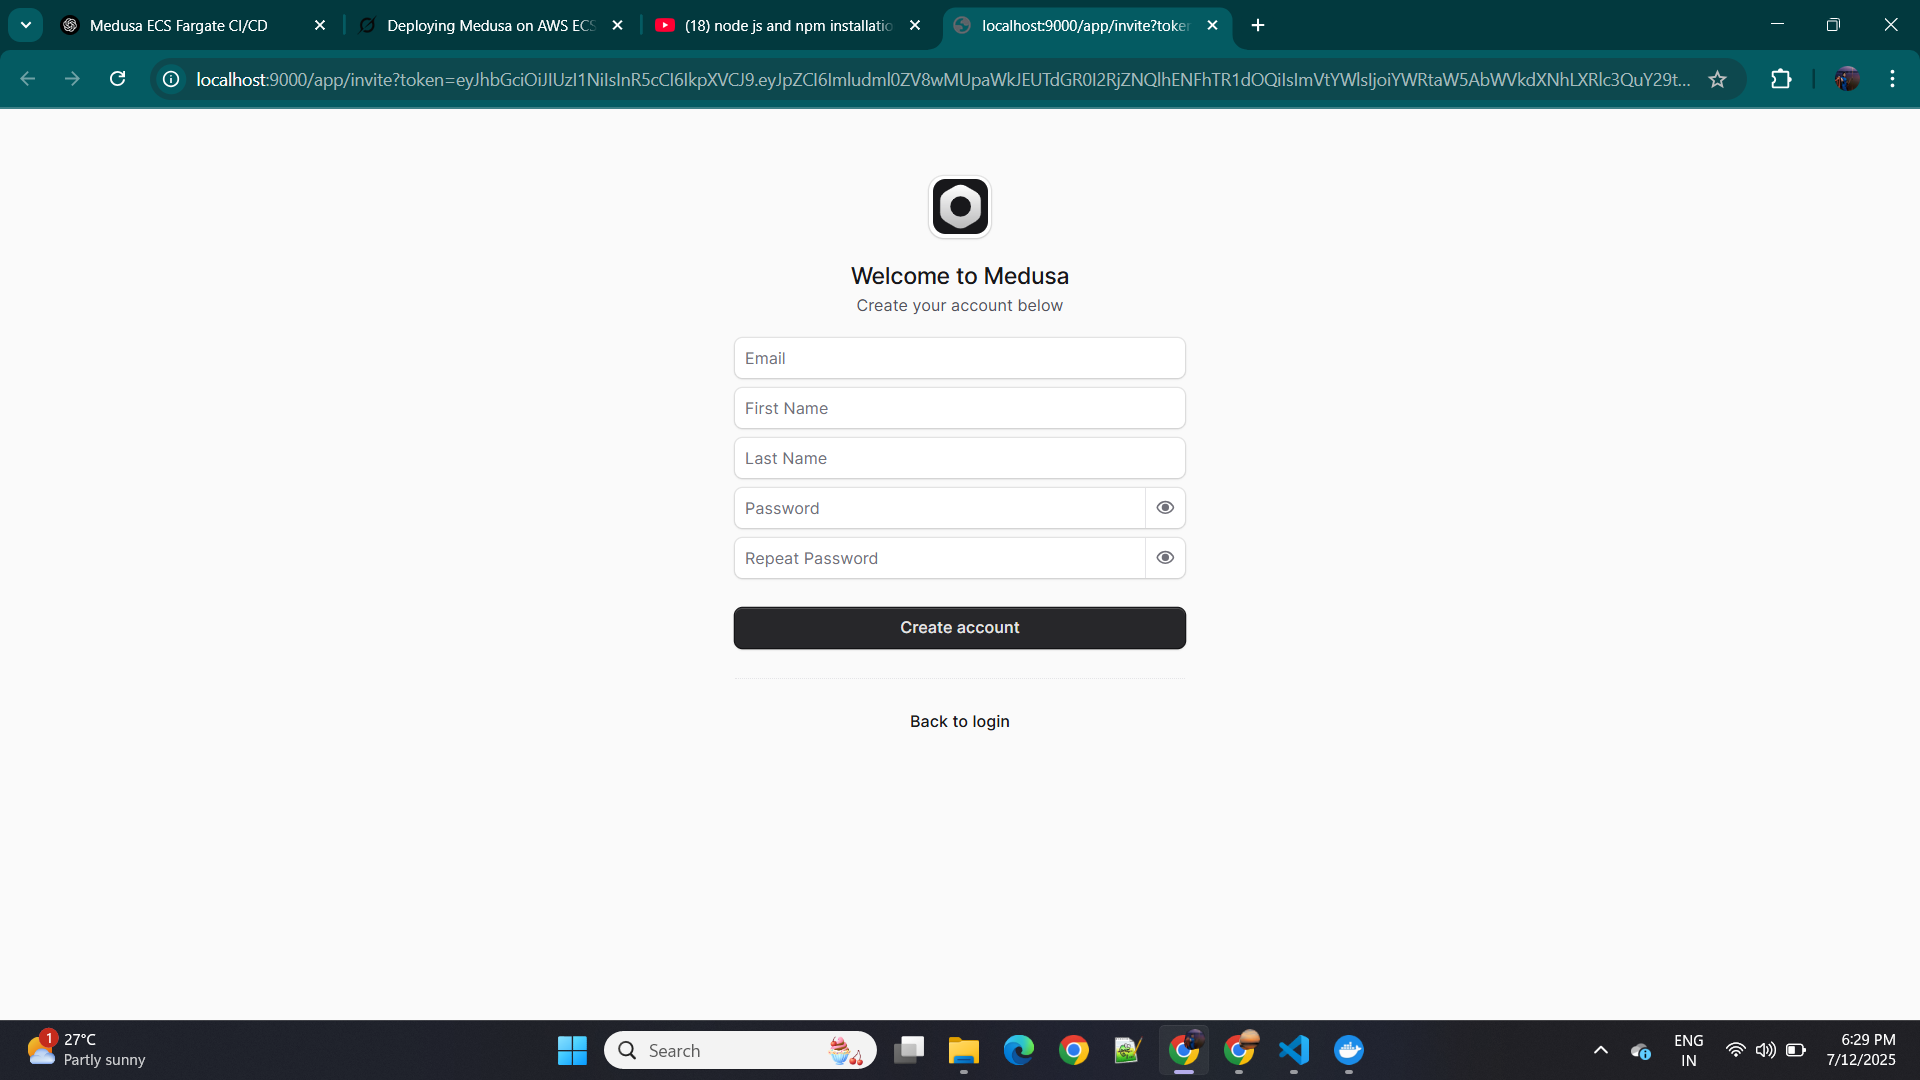 Medusa ECS Fargate CI/CD
Deploying Medusa on AWS ECS
(18) node js and npm installatio
localhost:9000/app/invite?token
localhost:9000/app/invite?token=eyJhbGciOiJIUzI1NiIsInR5cCI6IkpXVCJ9.eyJpZCI6Imludml0ZV8wMUpaWkJEUTdGR0I2RjZNQlhENFhTR1dOQiIsImVtYWlsIjoiYWRtaW5AbWVkdXNhLXRlc3QuY29t...
Welcome to Medusa
Create your account below
Email
First Name
Last Name
Password
Repeat Password
Create account
Back to login
1
27°C
Partly sunny
Search
ENG
IN
6:29 PM
7/12/2025